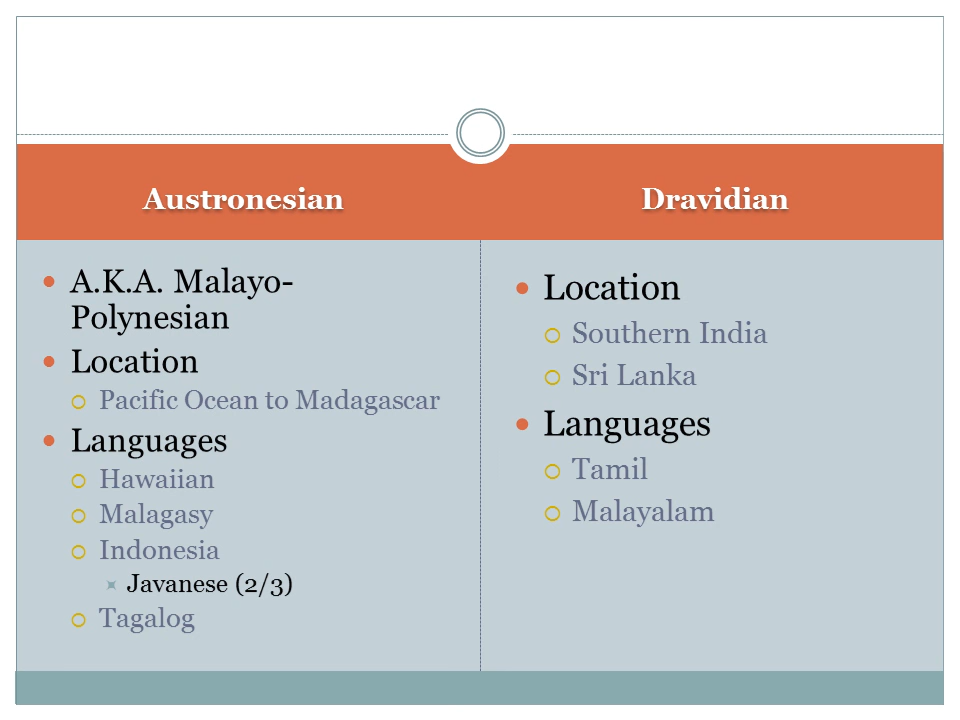 Austronesian
Dravidian
A.K.A. Malayo-
Polynesian
Location
Pacific Ocean to Madagascar
Languages
Hawaiian
Malagasy
Indonesia
Javanese (2/3)
Tagalog
Location
Southern India
Sri Lanka
Languages
Tamil
Malayalam